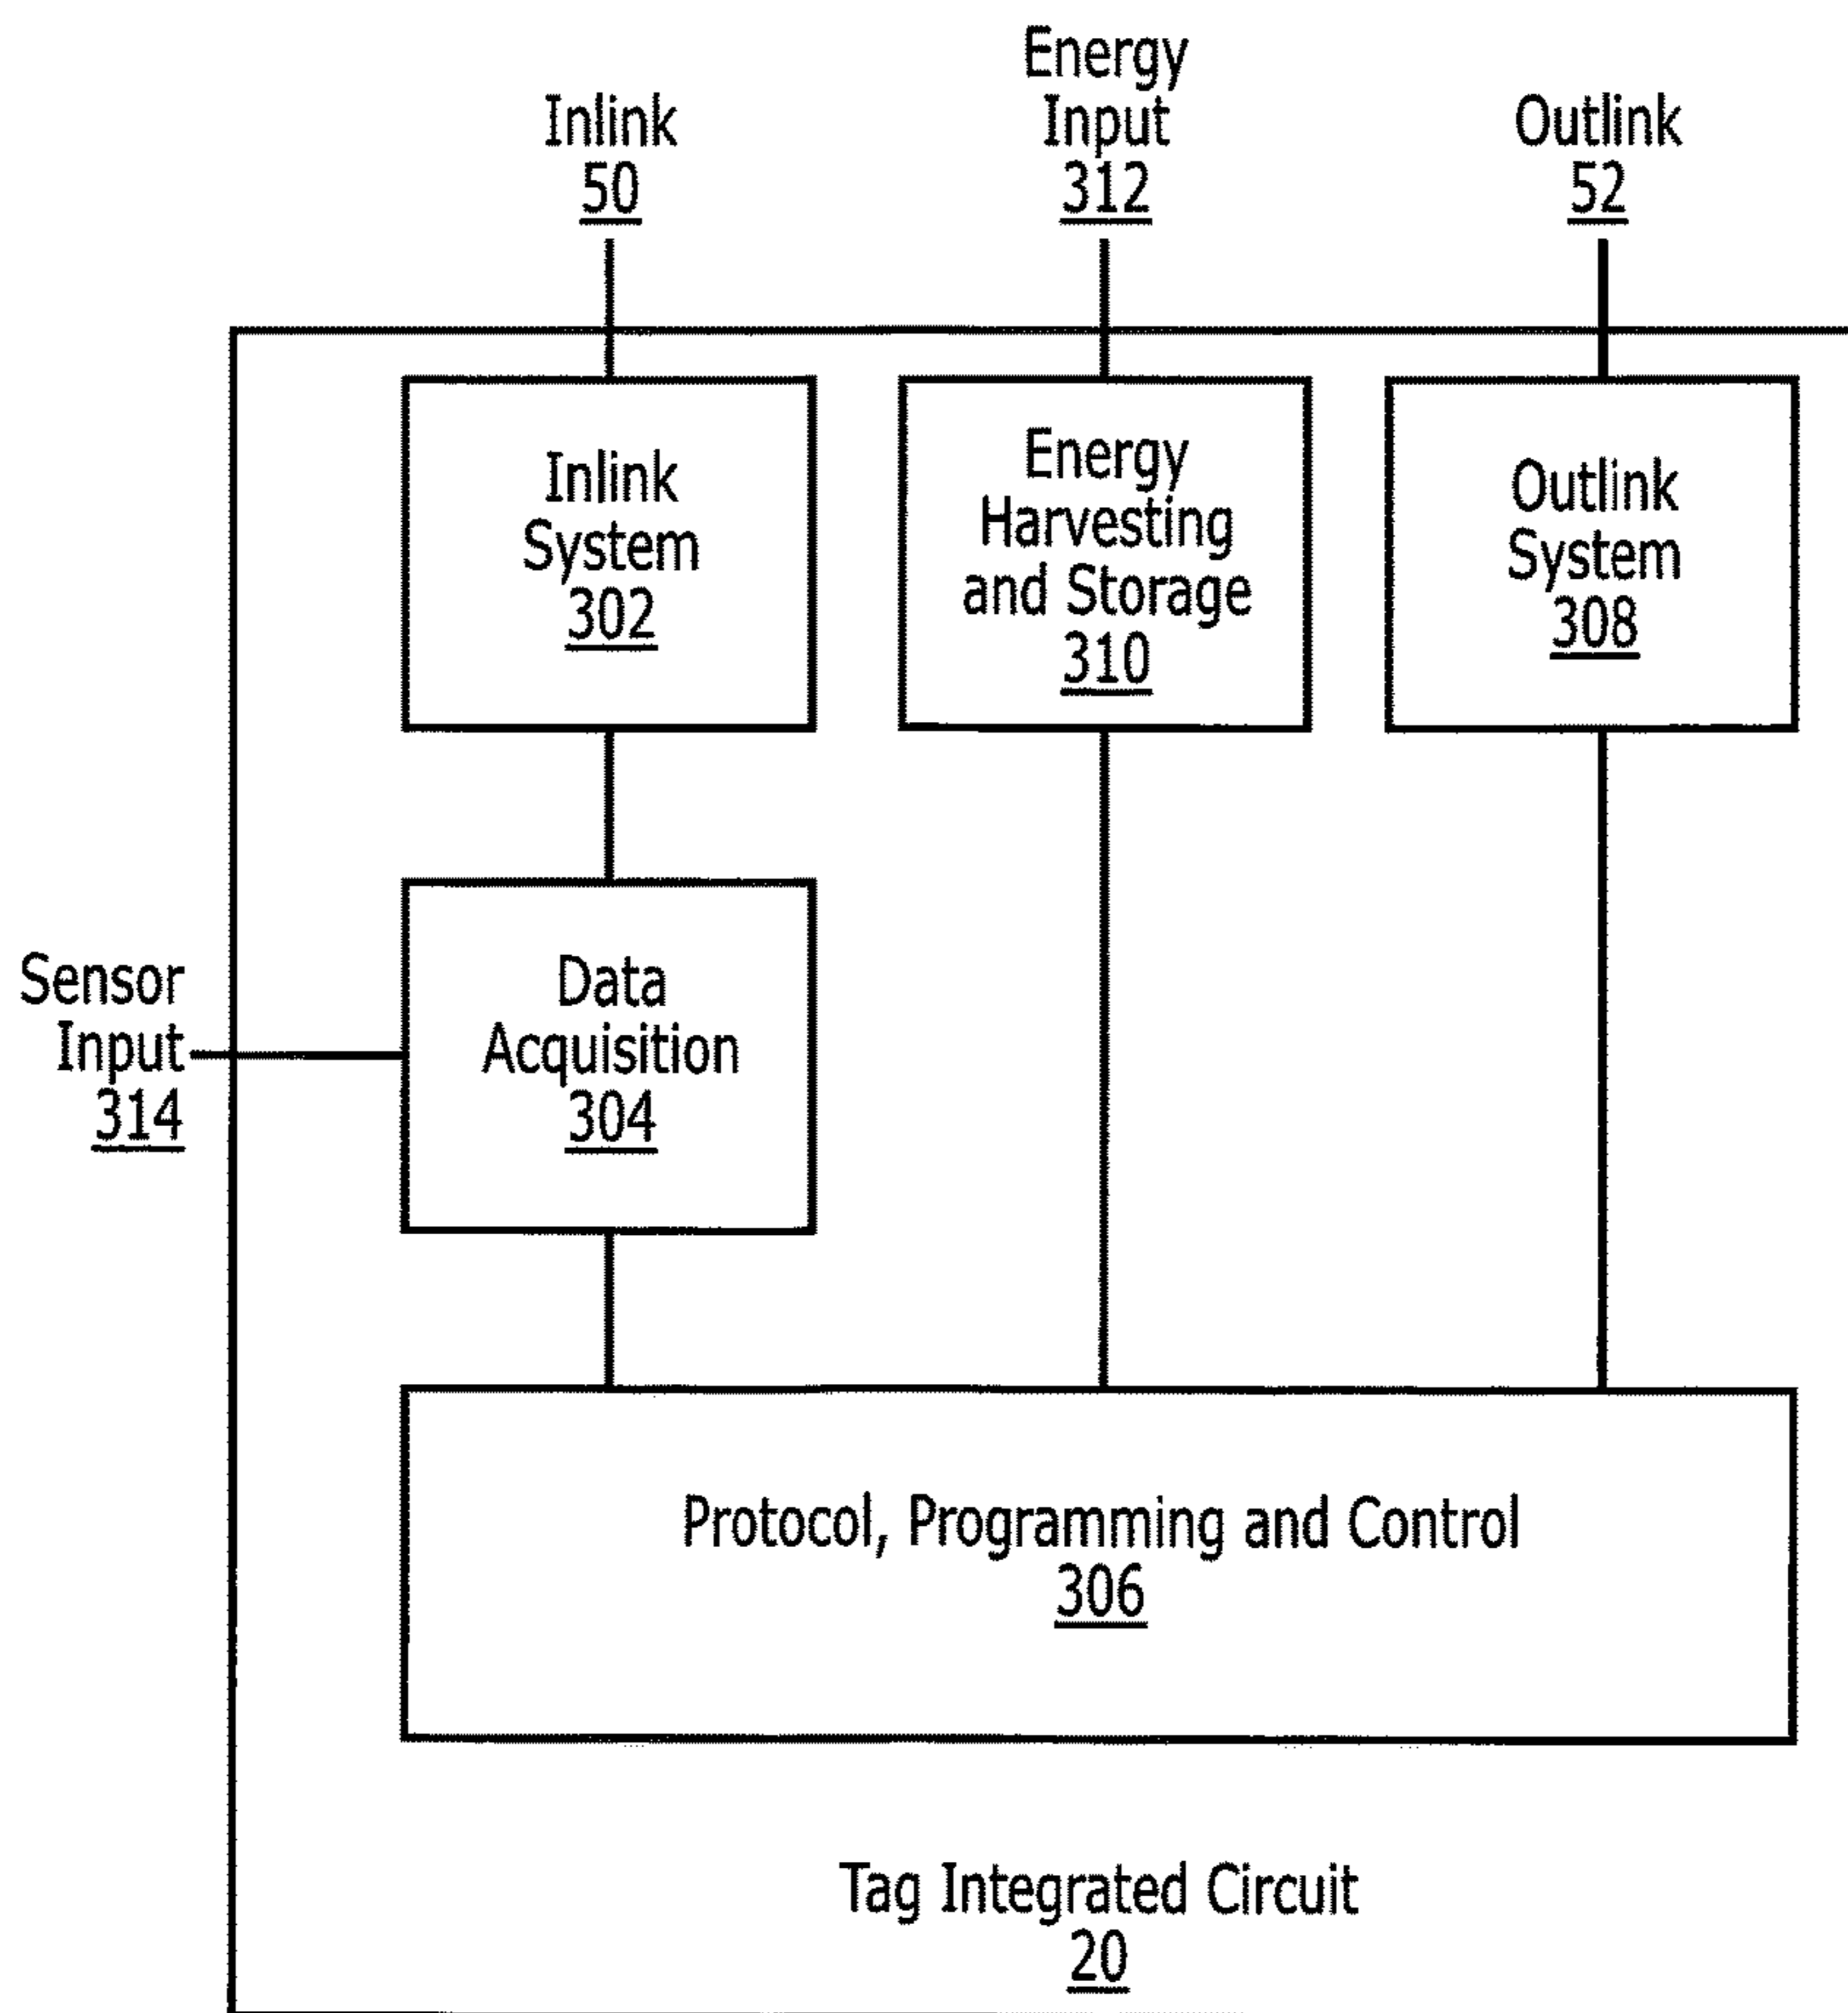 Inlink
50
Energy
Input
312
Outlink
52
Inlink
System
302
Energy
Harvesting
and Storage
310
Outlink
System
308
Sensor
Input
314
Data
Acquisition
304
Protocol, Programming and Control
306
Tag Integrated Circuit
20